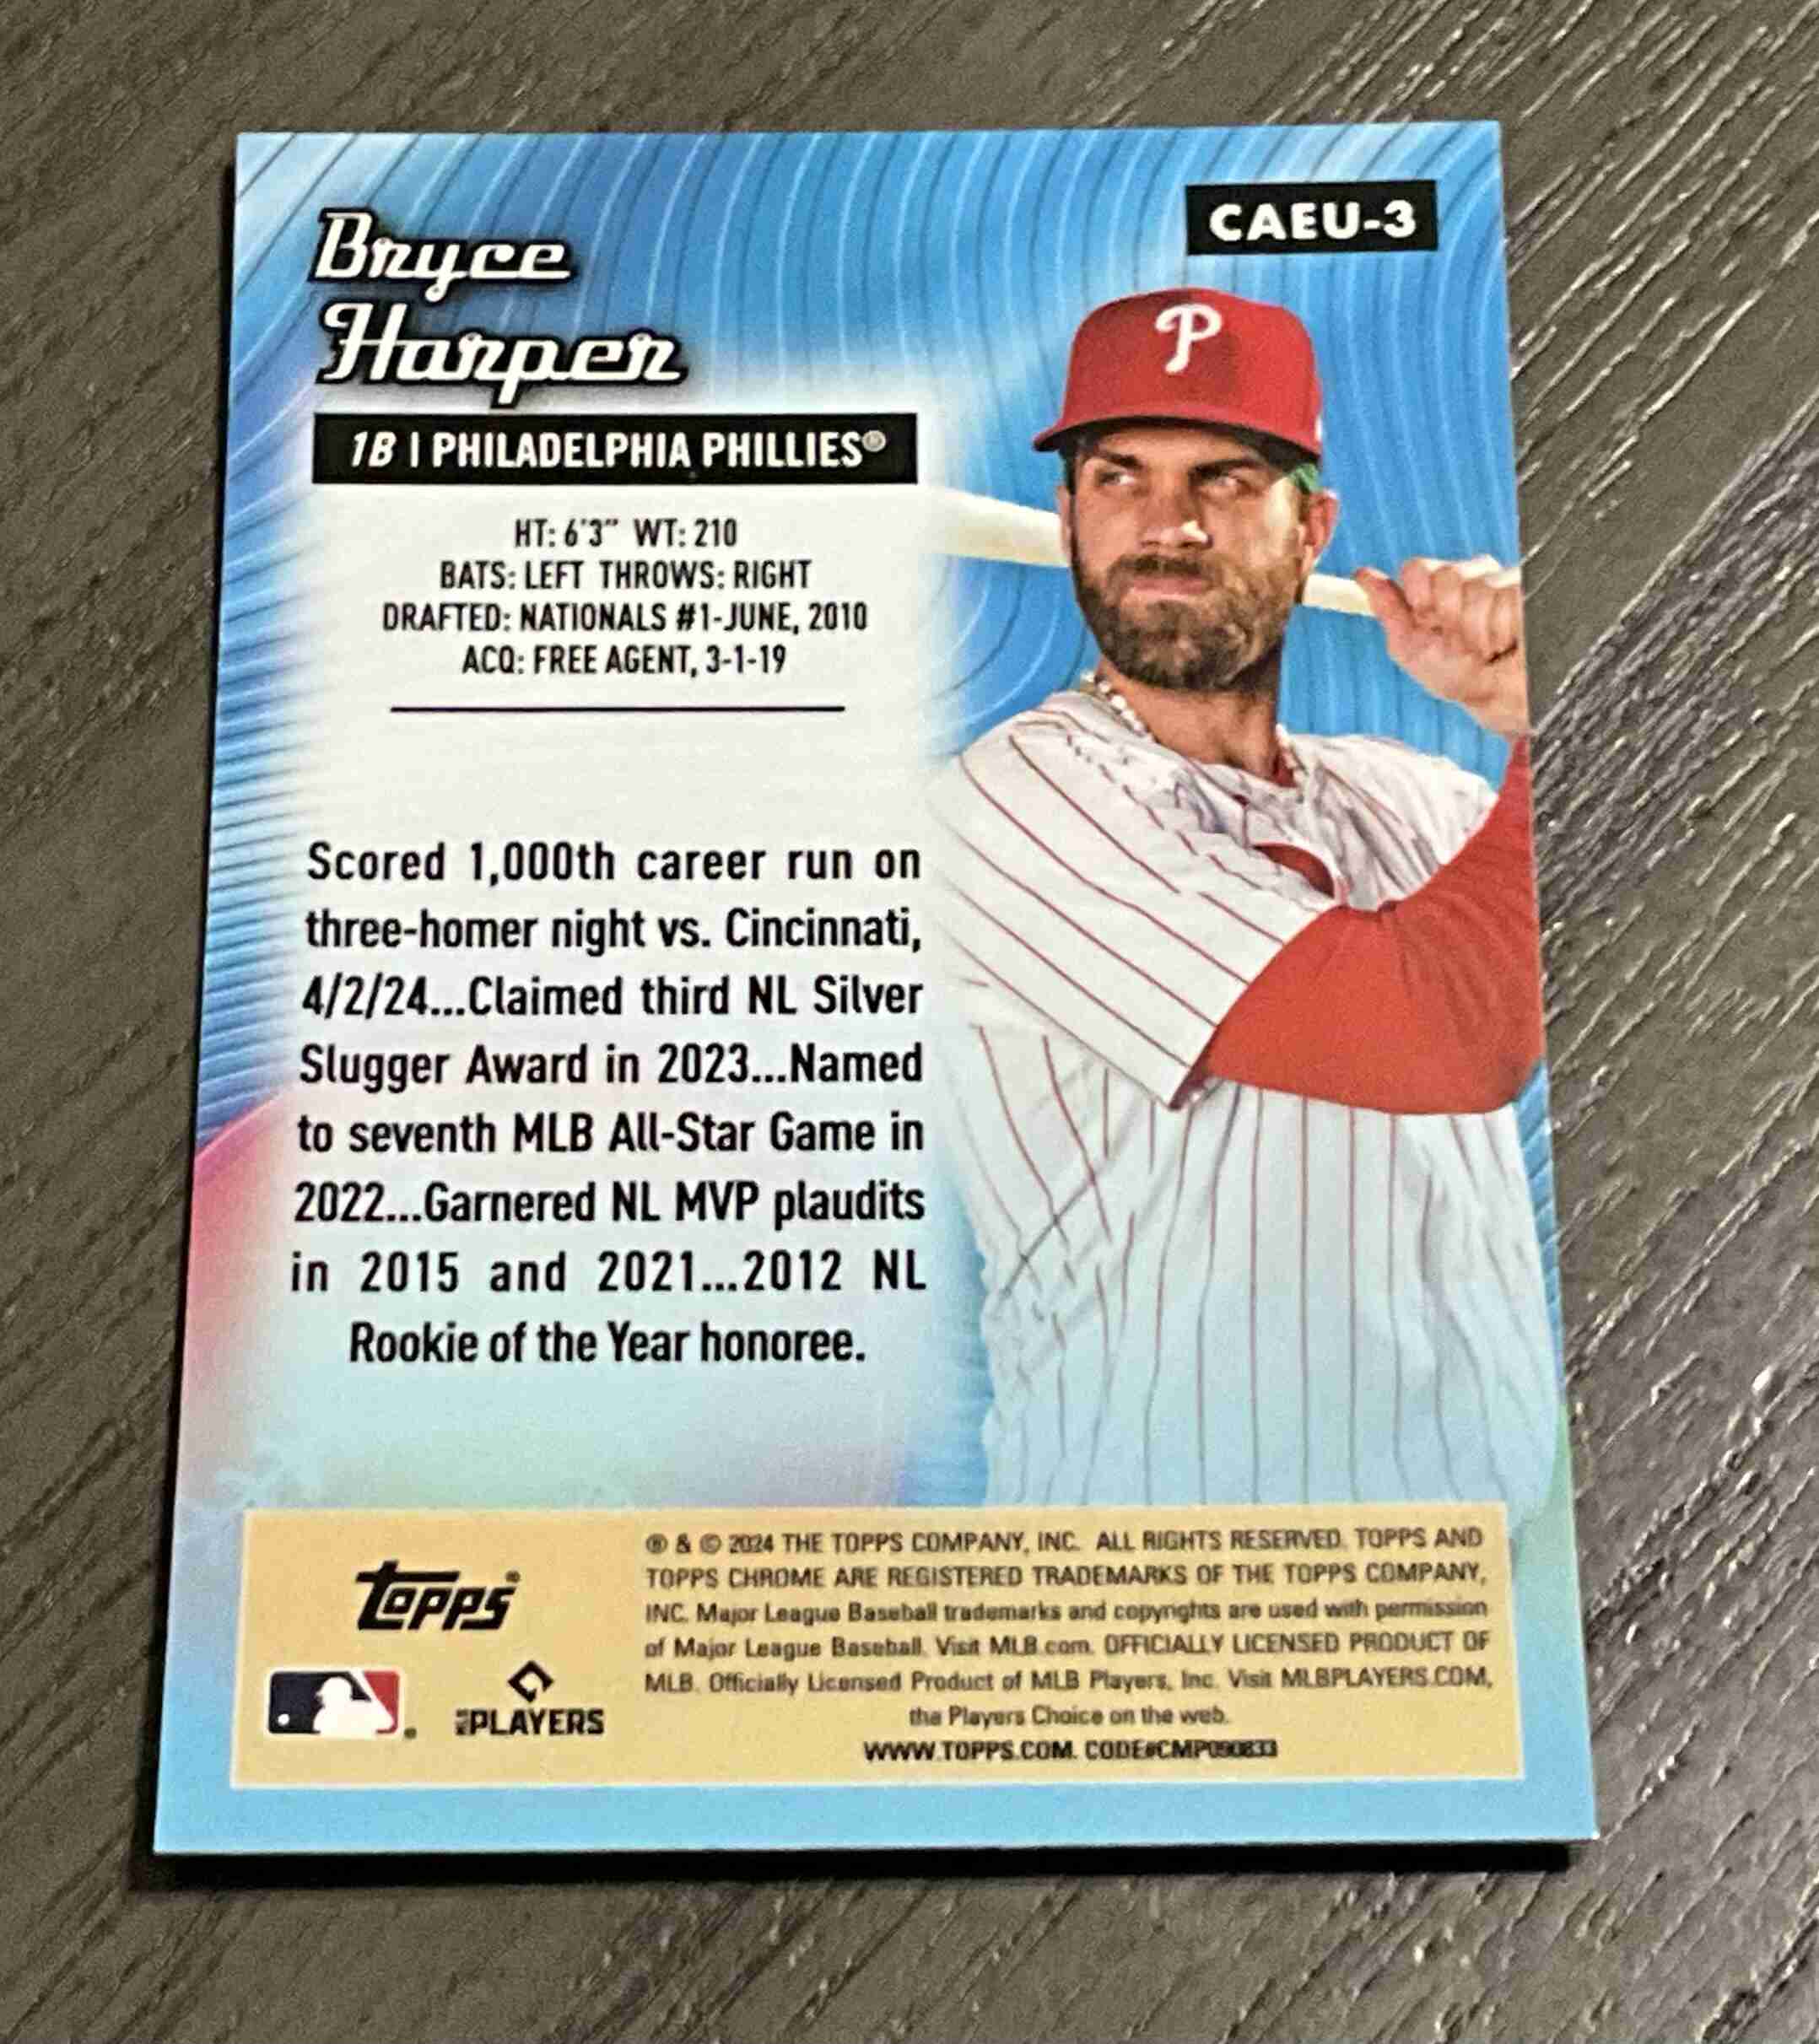 CAEU-3
Bryce
Harper
P
1B | PHILADELPHIA PHILLIES®
HT: 6'3" WT: 210
BATS: LEFT THROWS: RIGHT
DRAFTED: NATIONALS #1-JUNE, 2010
ACQ: FREE AGENT, 3-1-19
Scored 1,000th career run on
three-homer night vs. Cincinnati,
4/2/24...Claimed third NL Silver
Slugger Award in 2023...Named
to seventh MLB All-Star Game in
2022...Garnered NL MVP plaudits
in 2015 and 2021...2012 NL
Rookie of the Year honoree.
topps®
PLAYERS
® & © 2024 THE TOPPS COMPANY, INC. ALL RIGHTS RESERVED. TOPPS AND
TOPPS CHROME ARE REGISTERED TRADEMARKS OF THE TOPPS COMPANY,
INC. Major League Baseball trademarks and copyrights are used with permission
of Major League Baseball. Visit MLB.com. OFFICIALLY LICENSED PRODUCT OF
MLB. Officially Licensed Product of MLB Players, Inc. Visit MLBPLAYERS.COM,
the Players Choice on the web.
WWW.TOPPS.COM. CODE#CMP090833